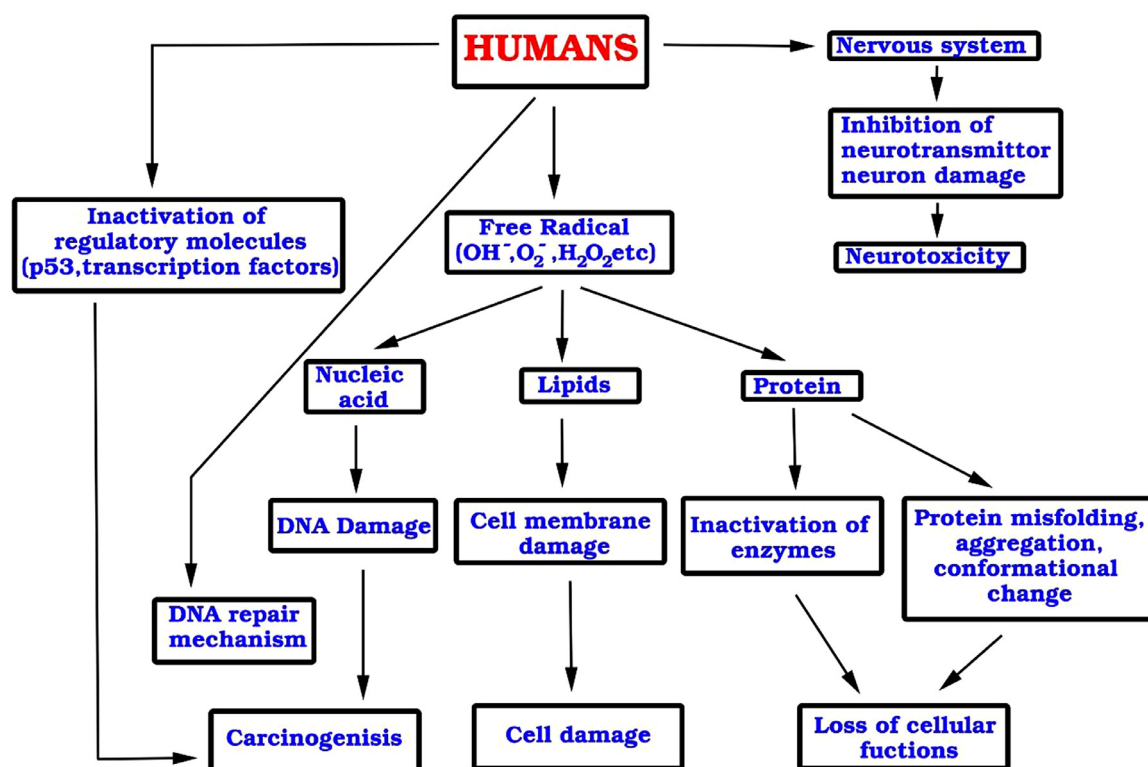 HUMANS
Nervous system
Inhibition of
neurotransmittor
neuron damage
Neurotoxicity
Inactivation of
regulatory molecules
(p53,transcription factors)
Free Radical
(OH⁻,O₂⁻,H₂O₂etc)
Nucleic
acid
Lipids
Protein
DNA Damage
Cell membrane
damage
Inactivation of
enzymes
Protein misfolding,
aggregation,
conformational
change
DNA repair
mechanism
Carcinogenisis
Cell damage
Loss of cellular
fuctions